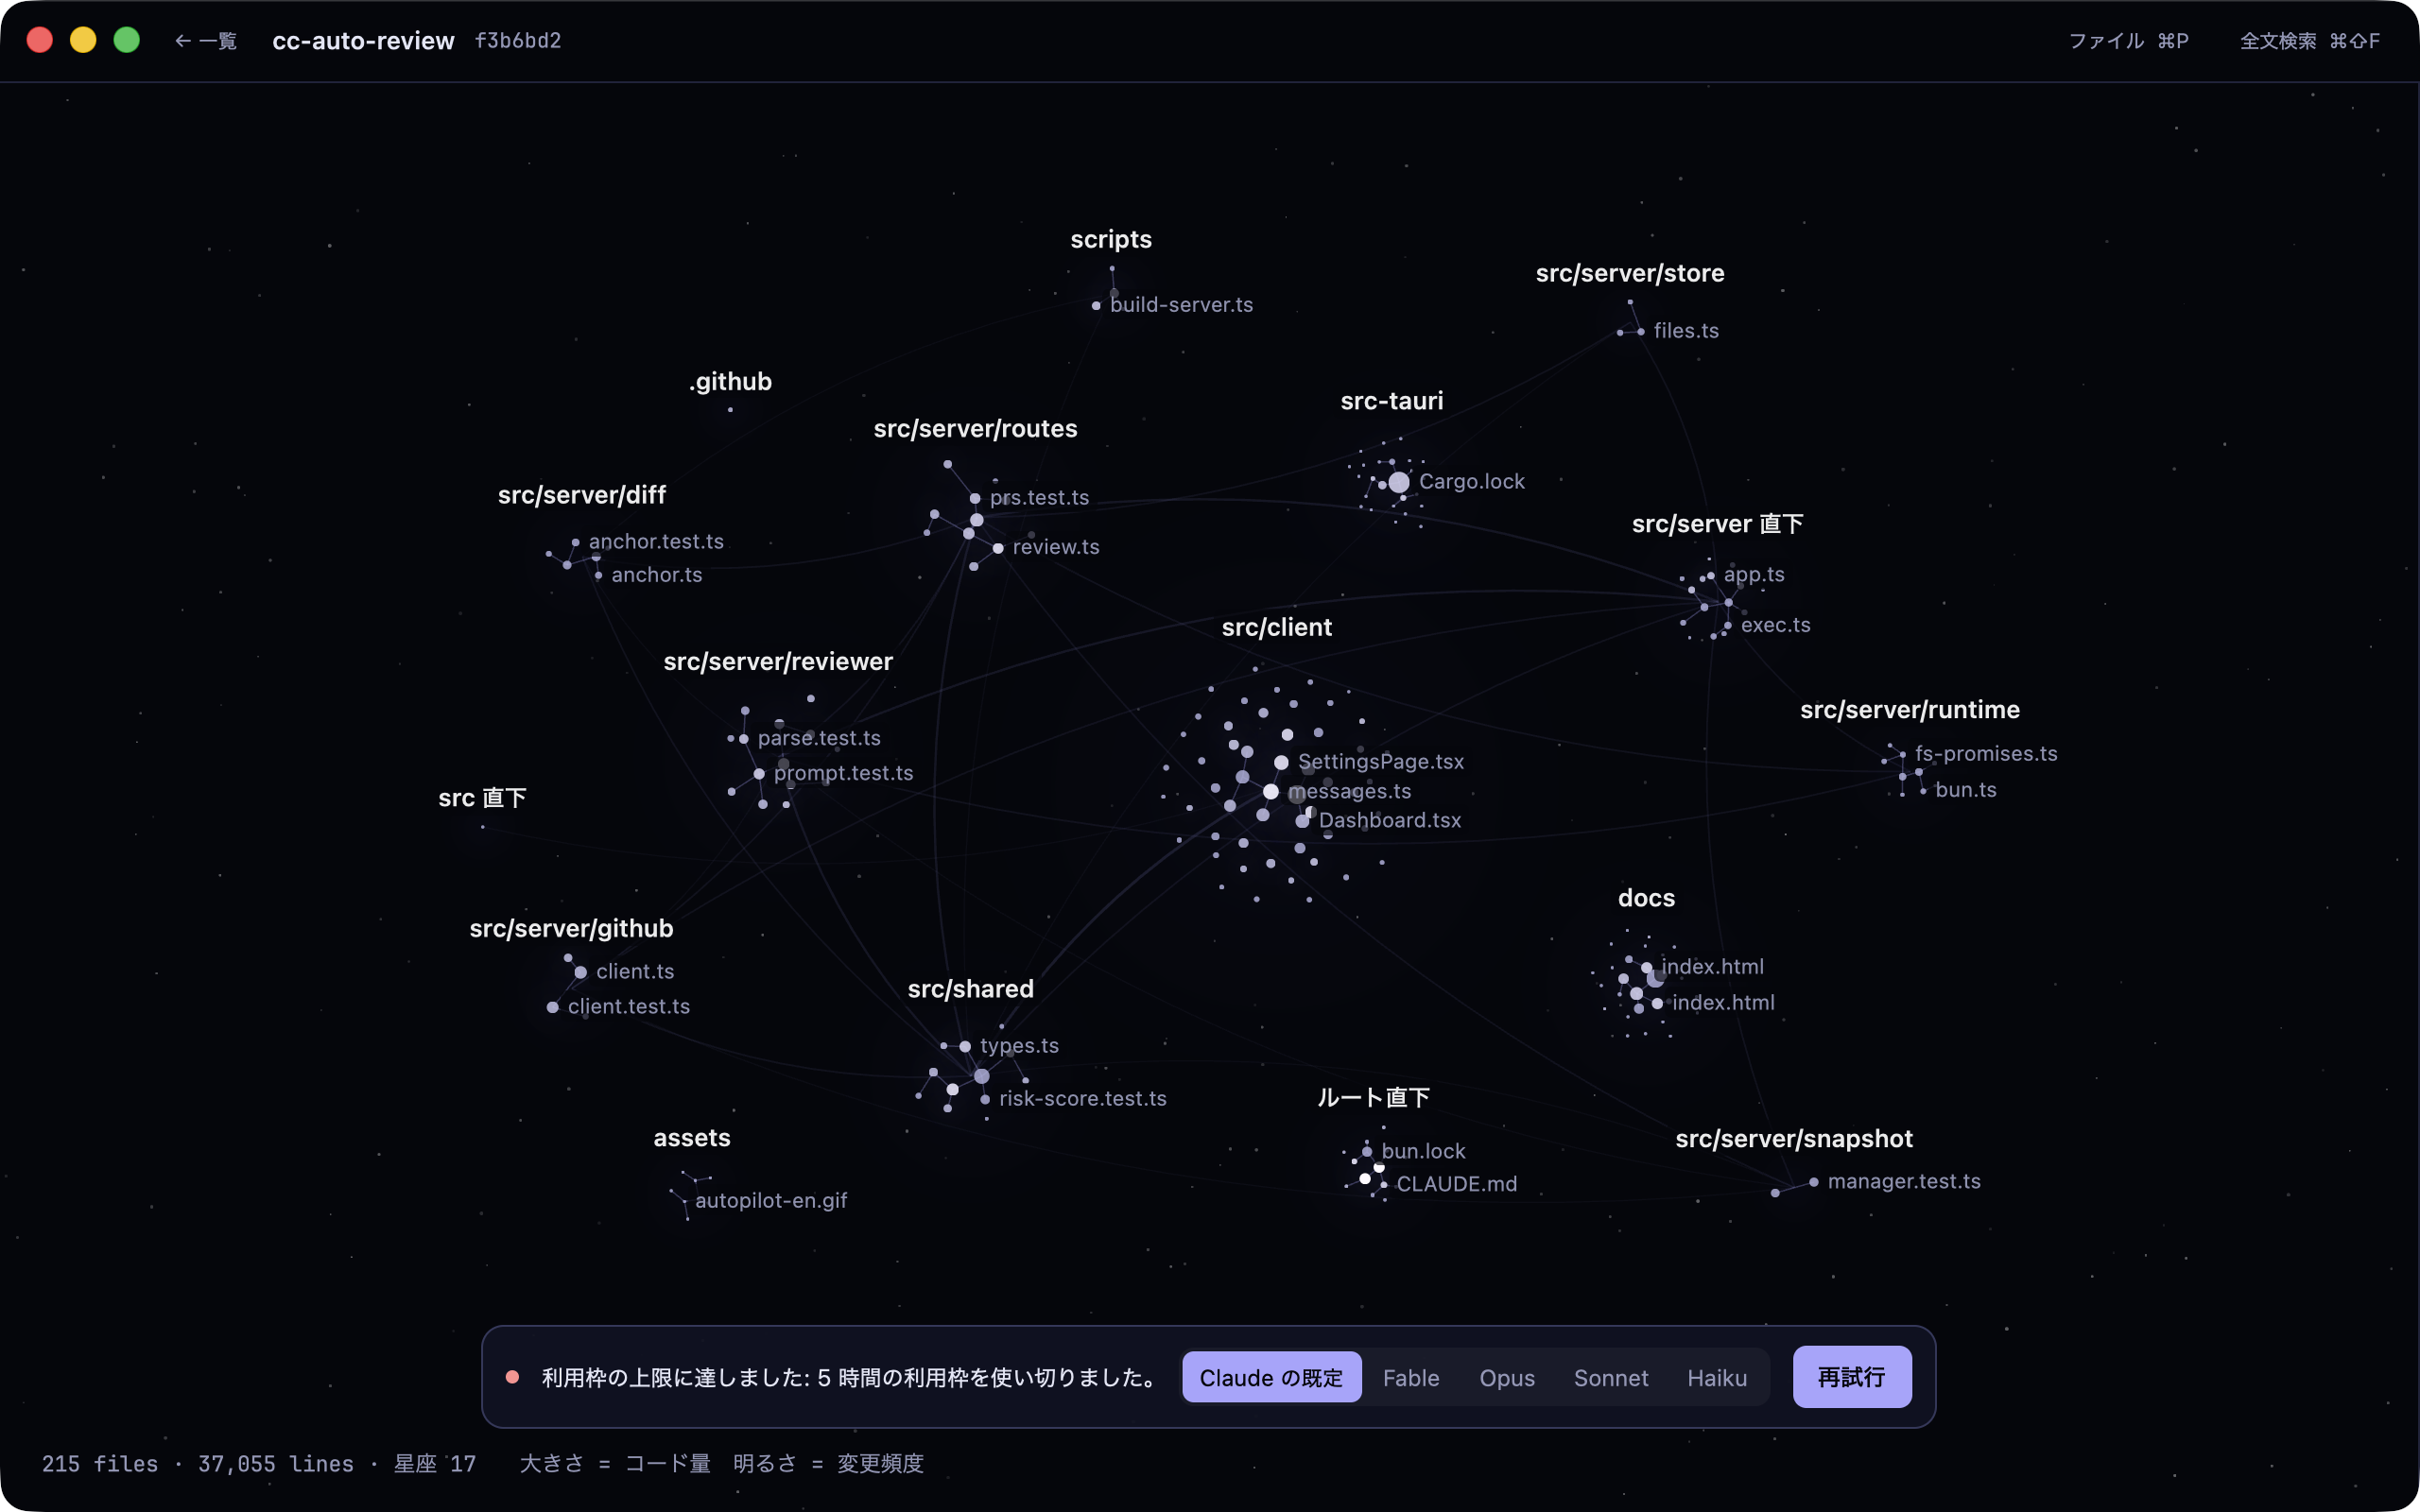 ← 一覧 cc-auto-review f3b6bd2 ファイル ⌘P 全文検索 ⌘⇧F
scripts
build-server.ts
src/server/store
files.ts
.github
src-tauri
Cargo.lock
src/server/routes
prs.test.ts
review.ts
src/server/diff
anchor.test.ts
anchor.ts
src/server 直下
app.ts
exec.ts
src/client
SettingsPage.tsx
messages.ts
Dashboard.tsx
src/server/reviewer
parse.test.ts
prompt.test.ts
src/server/runtime
fs-promises.ts
bun.ts
src 直下
docs
index.html
index.html
src/server/github
client.ts
client.test.ts
src/shared
types.ts
risk-score.test.ts
ルート直下
bun.lock
CLAUDE.md
assets
autopilot-en.gif
src/server/snapshot
manager.test.ts
利用枠の上限に達しました: 5 時間の利用枠を使い切りました。 Claude の既定 Fable Opus Sonnet Haiku 再試行
215 files · 37,055 lines · 星座 17 大きさ = コード量 明るさ = 変更頻度